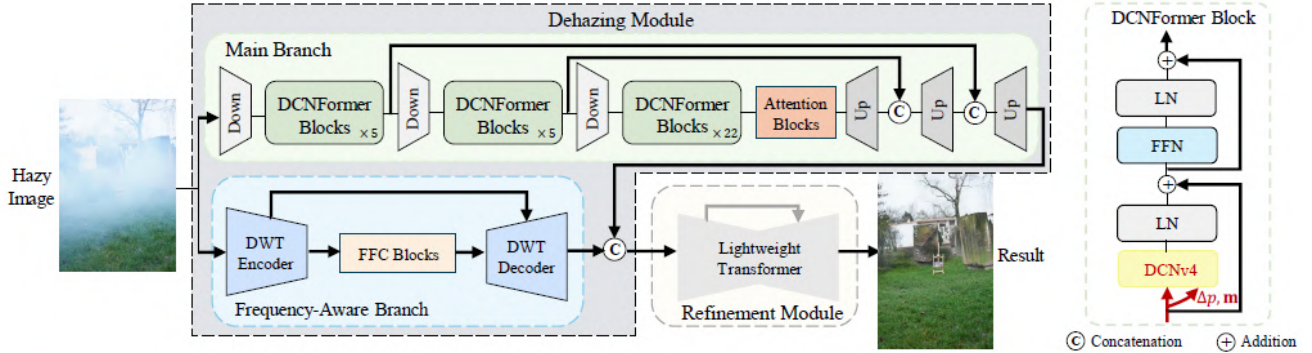 Dehazing Module
Main Branch
Down
DCNFormer
Blocks ×5
Down
DCNFormer
Blocks ×5
Down
DCNFormer
Blocks ×22
Attention
Blocks
Up
C
Up
C
Up
Hazy
Image
DWT
Encoder
FFC Blocks
DWT
Decoder
C
Frequency-Aware Branch
Lightweight
Transformer
Refinement Module
Result
DCNFormer Block
+
LN
FFN
+
LN
DCNv4
Δp, m
C Concatenation + Addition